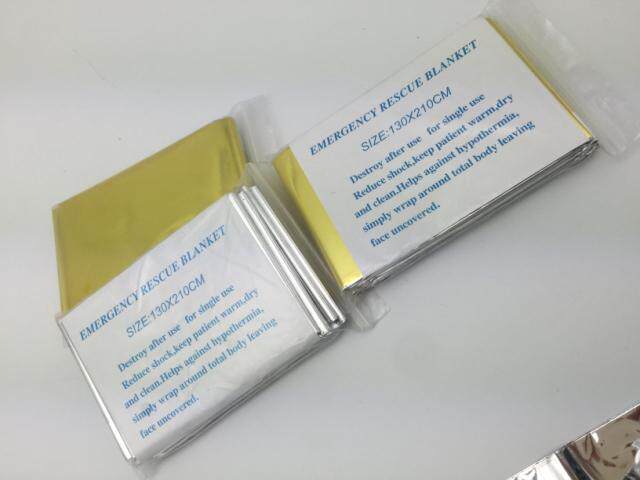 EMERGENCY RESCUE BLANKET
SIZE:130X210CM
Destroy after use for single use
Reduce shock,keep patient warm,dry
and clean.Helps against hypothermia,
simply wrap around total body leaving
face uncovered.
EMERGENCY RESCUE BLANKET
SIZE:130X210CM
Destroy after use for single use
Reduce shock,keep patient warm,dry
and clean.Helps against hypothermia,
simply wrap around total body leaving
face uncovered.